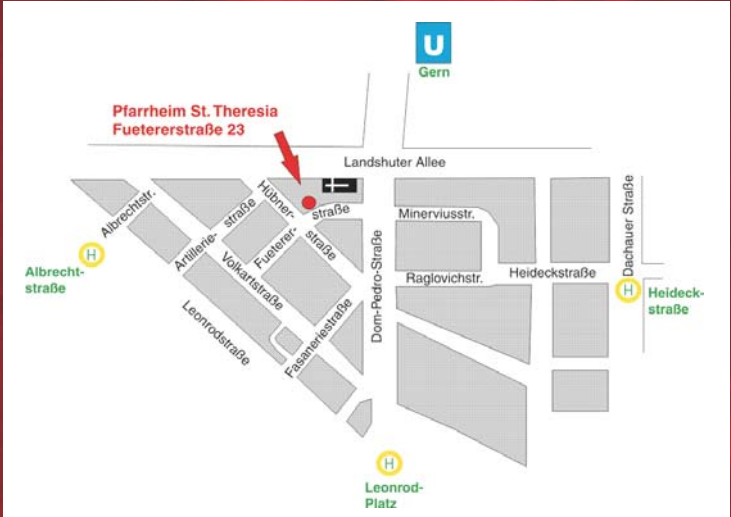 U
Gern
Pfarrheim St. Theresia
Fuetererstraße 23
Landshuter Allee
Albrechtstr.
Artillerie-
straße
Hübner-
straße
Fueterer-
straße
Volkartstraße
Leonrodstraße
Fasaneriestraße
Dom-Pedro-Straße
Minerviusstr.
Raglovichstr.
Heideckstraße
Dachauer Straße
H
Albrecht-
straße
H
Heideck-
straße
H
Leonrod-
Platz